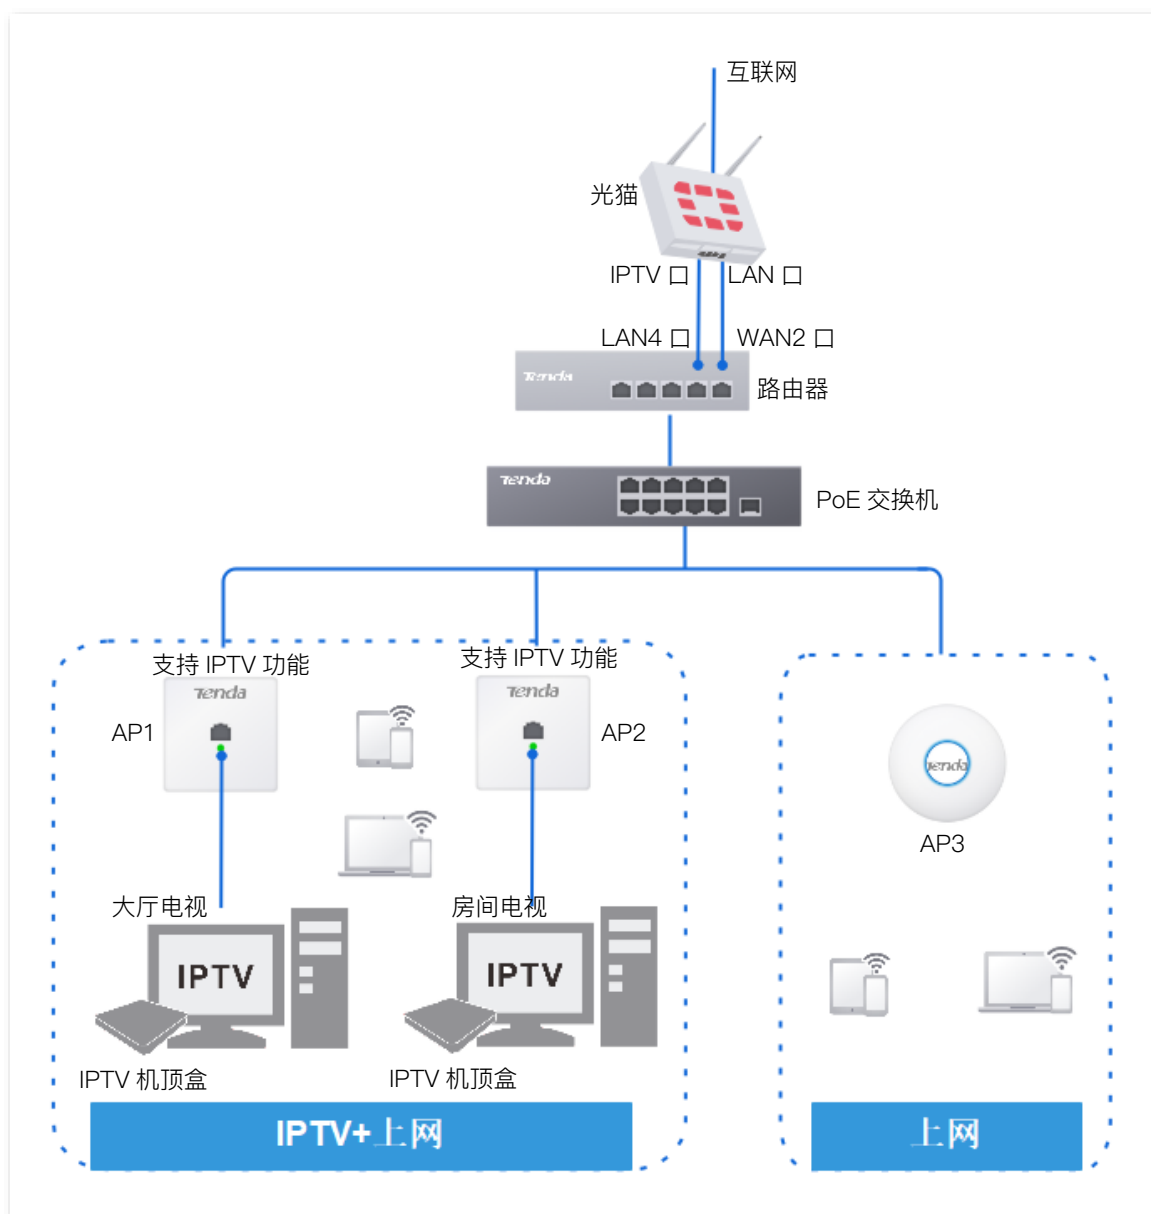 互联网
光猫
IPTV 口
LAN 口
LAN4 口
WAN2 口
Tenda
路由器
Tenda
PoE 交换机
支持 IPTV 功能
支持 IPTV 功能
Tenda
Tenda
AP1
AP2
Tenda
AP3
大厅电视
房间电视
IPTV
IPTV
IPTV 机顶盒
IPTV 机顶盒
IPTV+上网
上网